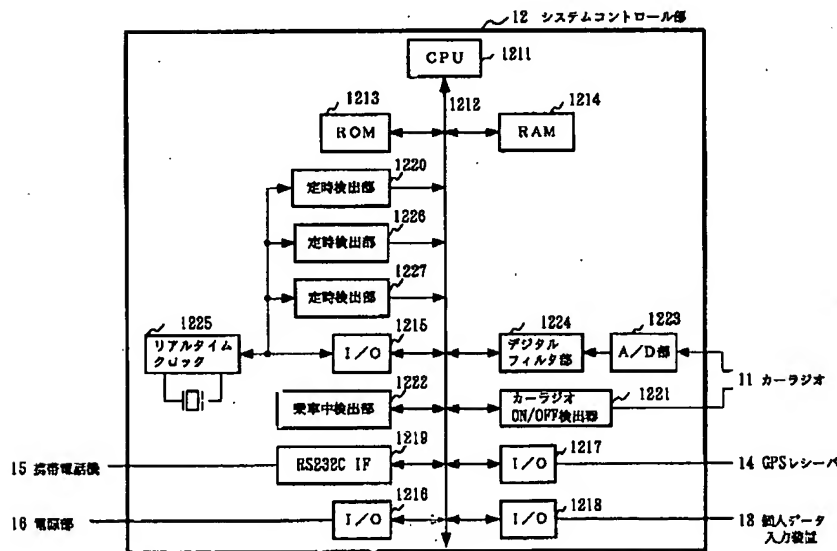 12 システムコントロール部
CPU
1211
1212
1213
ROM
1214
RAM
1220
定時検出部
1226
定時検出部
1227
定時検出部
1225
リアルタイム
クロック
1215
I/O
1224
デジタル
フィルタ部
1223
A/D部
11 カーラジオ
1222
乗車中検出部
1221
カーラジオ
ON/OFF検出器
15 携帯電話機
1219
RS232C IF
1217
I/O
14 GPSレシーバ
16 電源部
1216
I/O
1218
I/O
13 個人データ
入力装置